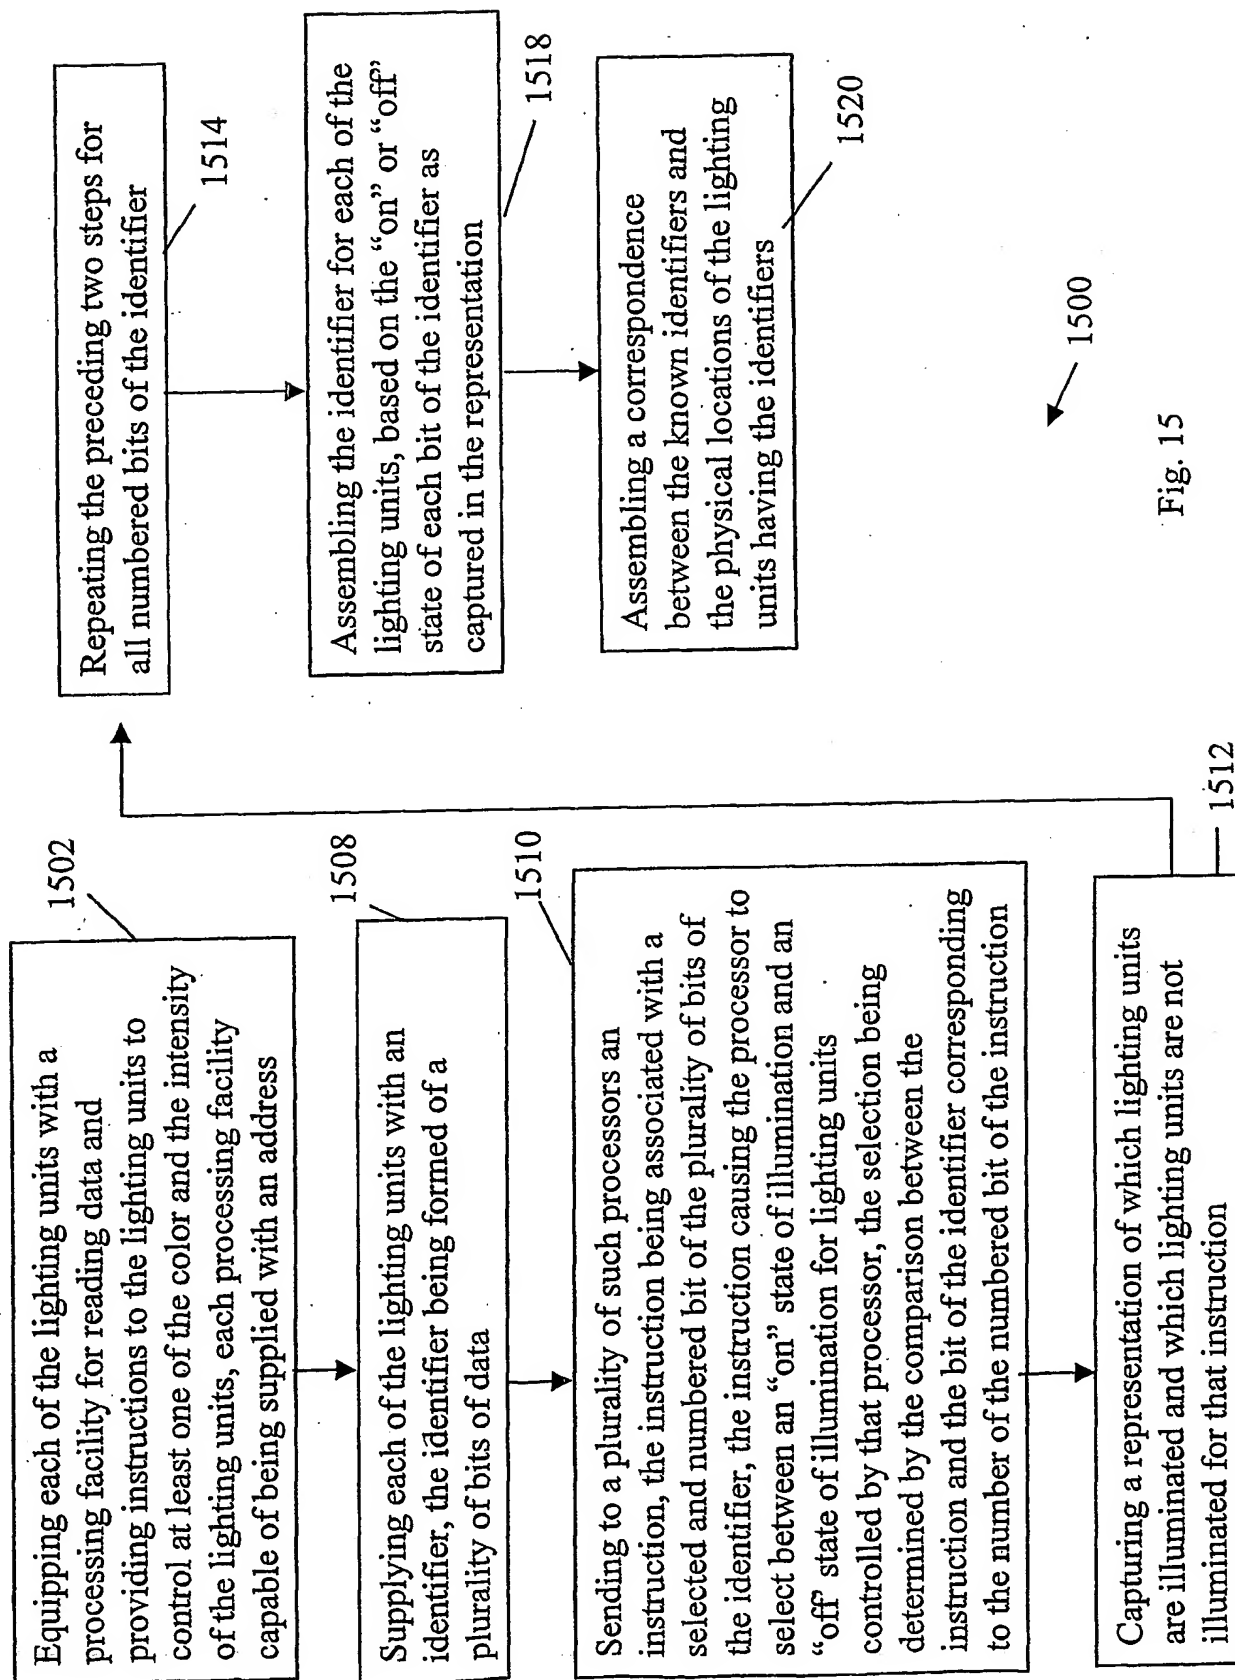 Equipping each of the lighting units with a
processing facility for reading data and
providing instructions to the lighting units to
control at least one of the color and the intensity
of the lighting units, each processing facility
capable of being supplied with an address
1502
Supplying each of the lighting units with an
identifier, the identifier being formed of a
plurality of bits of data
1508
Sending to a plurality of such processors an
instruction, the instruction being associated with a
selected and numbered bit of the plurality of bits of
the identifier, the instruction causing the processor to
select between an “on” state of illumination and an
“off” state of illumination for lighting units
controlled by that processor, the selection being
determined by the comparison between the
instruction and the bit of the identifier corresponding
to the number of the numbered bit of the instruction
1510
Capturing a representation of which lighting units
are illuminated and which lighting units are not
illuminated for that instruction
1512
Repeating the preceding two steps for
all numbered bits of the identifier
1514
Assembling the identifier for each of the
lighting units, based on the “on” or “off”
state of each bit of the identifier as
captured in the representation
1518
Assembling a correspondence
between the known identifiers and
the physical locations of the lighting
units having the identifiers
1520
1500
Fig. 15